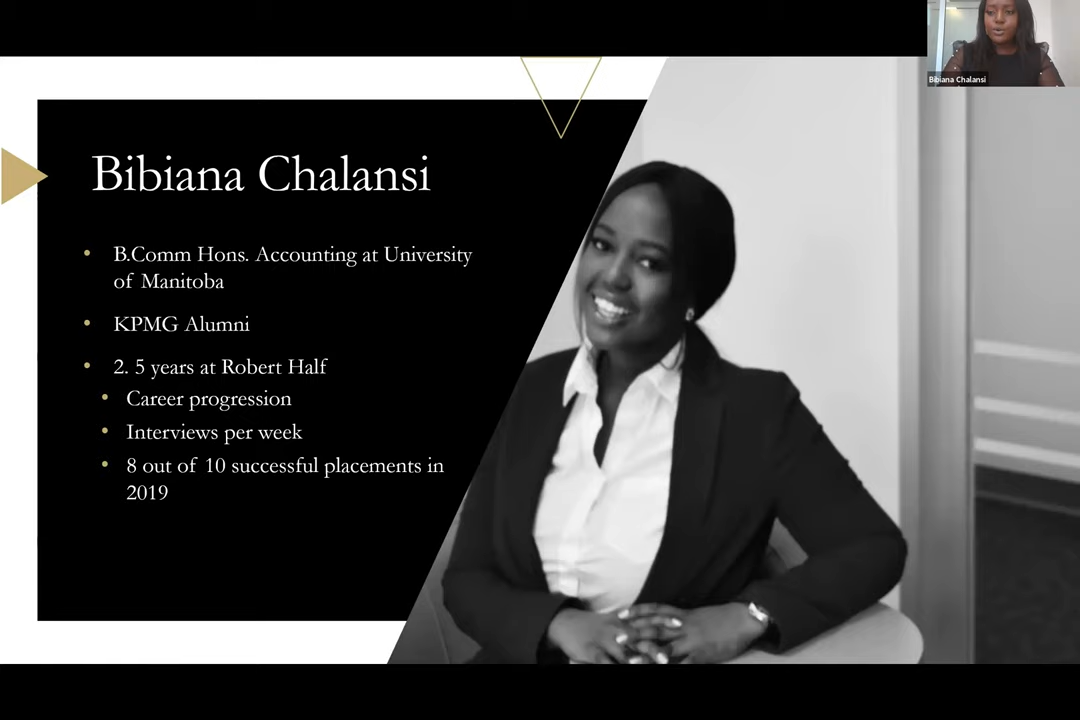 Bibiana Chalansi
Bibiana Chalansi
B.Comm Hons. Accounting at University
of Manitoba
KPMG Alumni
2. 5 years at Robert Half
Career progression
Interviews per week
8 out of 10 successful placements in
2019